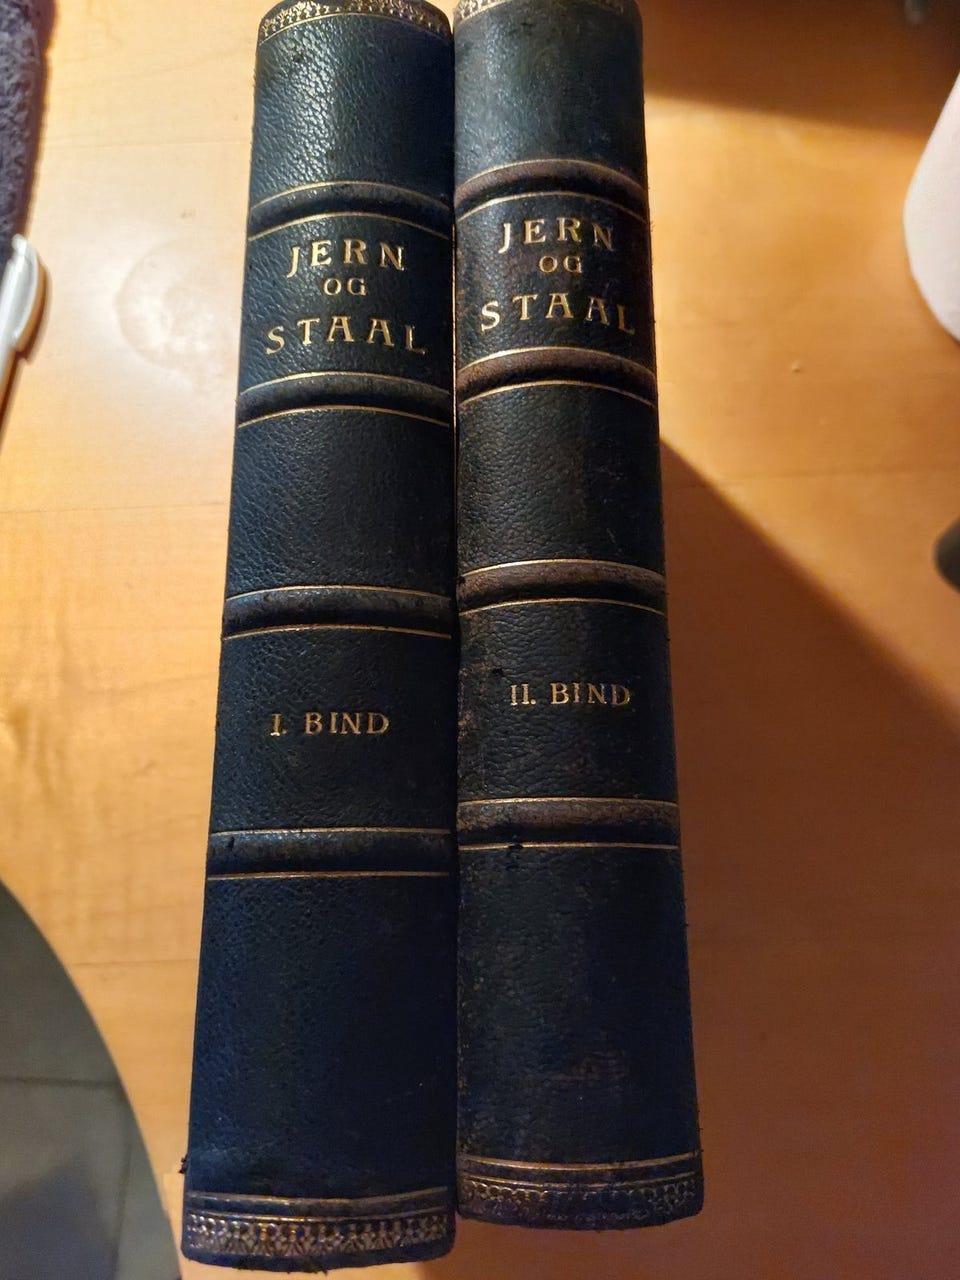 JERN
OG
STAAL
I. BIND
JERN
OG
STAAL
II. BIND